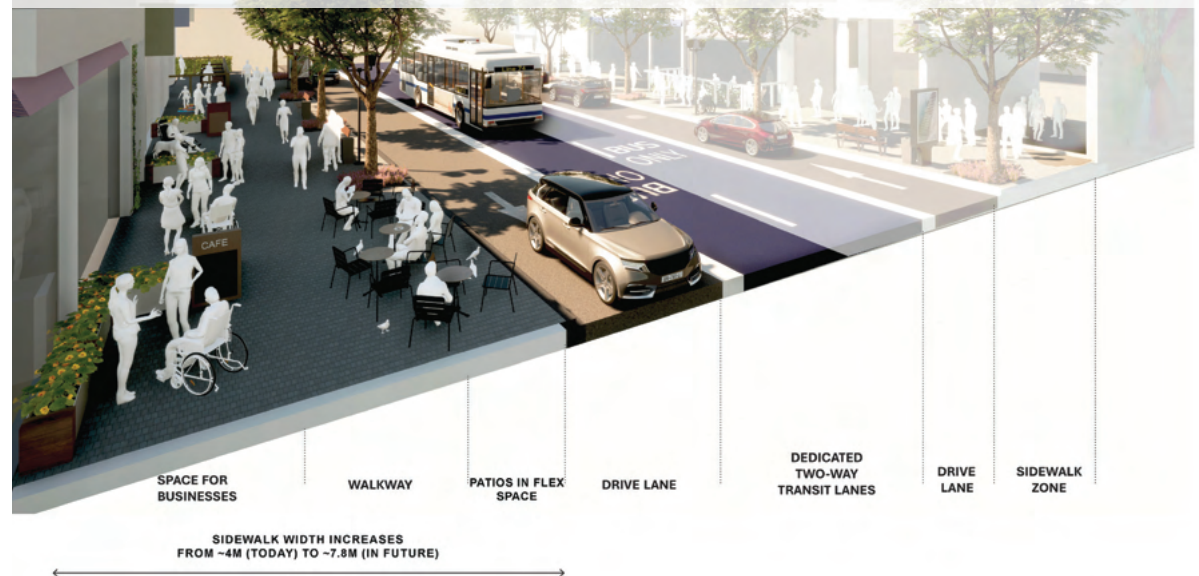 BUS
ONLY
CAFE
SPACE FOR
BUSINESSES
WALKWAY
PATIOS IN FLEX
SPACE
DRIVE LANE
DEDICATED
TWO-WAY
TRANSIT LANES
DRIVE
LANE
SIDEWALK
ZONE
SIDEWALK WIDTH INCREASES
FROM ~4M (TODAY) TO ~7.8M (IN FUTURE)